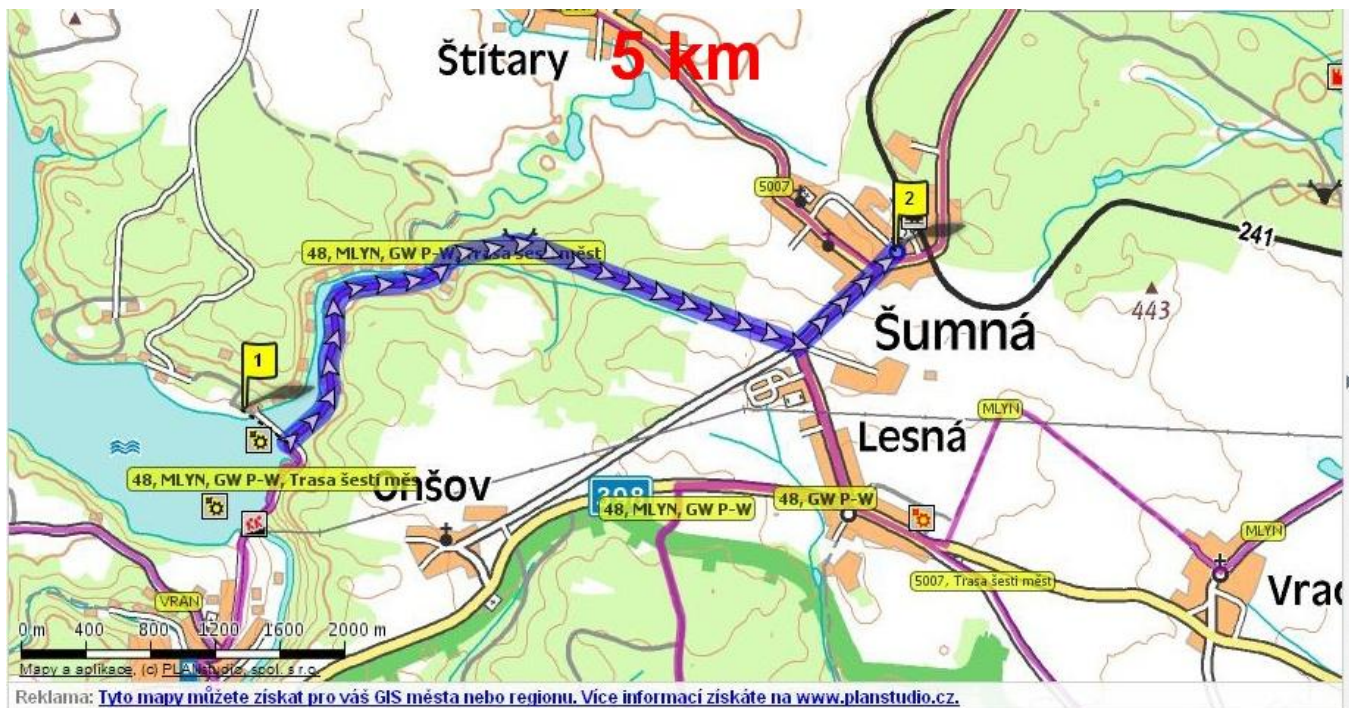 Štítary
5 km
5007
2
241
48, MLYN, GW P-W, Trasa šesti měst
Šumná
443
1
MLYN
Lesná
48, MLYN, GW P-W, Trasa šesti měs
Onšov
398
48, MLYN, GW P-W
48, GW P-W
MLYN
5007, Trasa šesti měst
VRAN
Vrac
0 m 400 800 1200 1600 2000 m
Mapy a aplikace, (c) PLANstudio, spol. s r.o.
Reklama: Tyto mapy můžete získat pro váš GIS města nebo regionu. Více informací získáte na www.planstudio.cz.